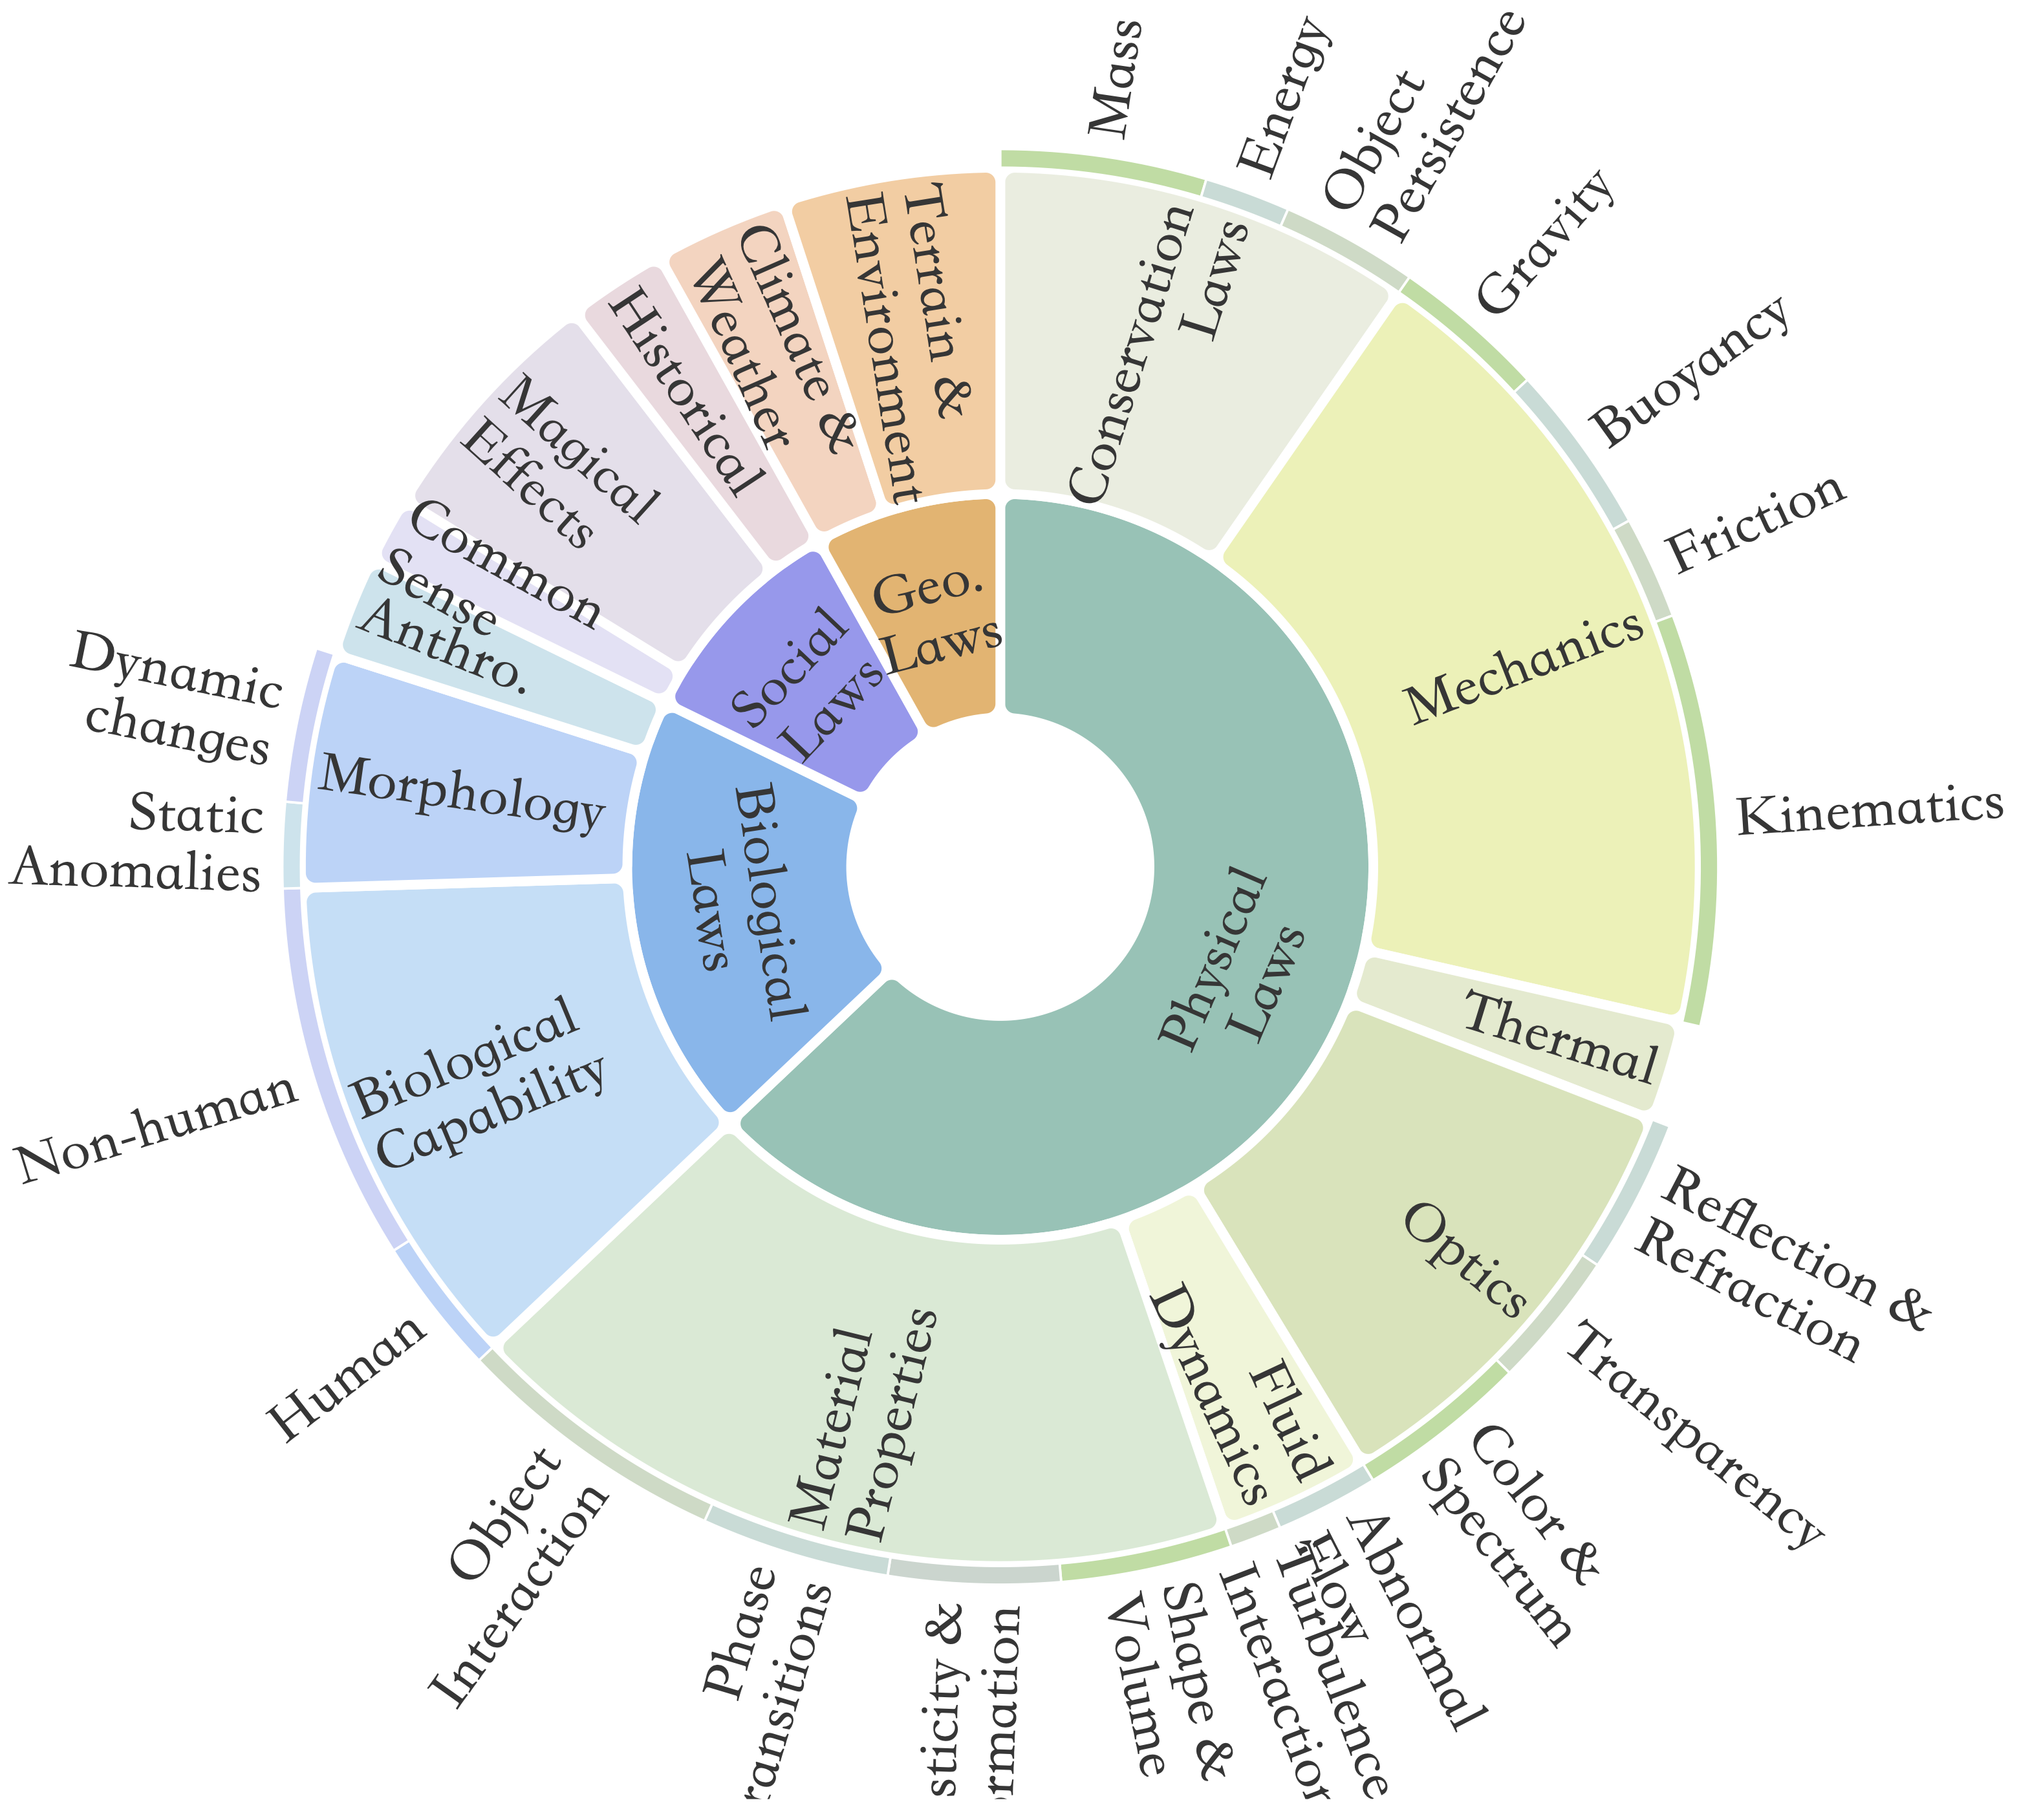 Physical
Laws
Biological
Laws
Social
Laws
Geo.
Laws
Conservation
Laws
Mechanics
Thermal
Optics
Fluid
Dynamics
Material
Properties
Biological
Capability
Morphology
Anthro.
Common
Sense
Magical
Effects
Historical
Climate &
Weather
Terrain &
Environment
Mass
Energy
Object
Persistence
Gravity
Buoyancy
Friction
Kinematics
Reflection &
Refraction
Transparency
Color &
Spectrum
Abnormal
Flow
Turbulence
Interaction
Shape &
Volume
sticity &
rmation
Phase
ransitions
Object
Interaction
Human
Non-human
Static
Anomalies
Dynamic
changes